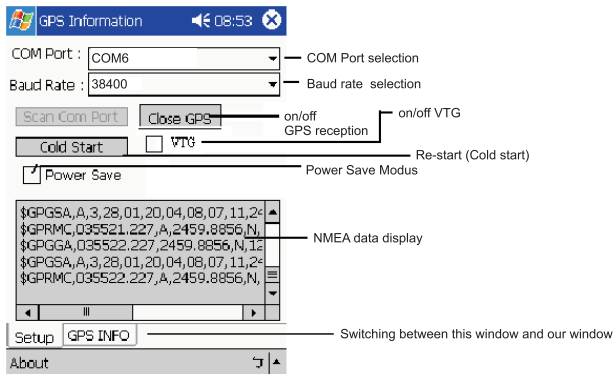 GPS Information 08:53
COM Port : COM6 COM Port selection
Baud Rate : 38400 Baud rate selection
Scan Com Port Close GPS on/off
GPS reception
on/off VTG
Cold Start VTG
Re-start (Cold start)
Power Save Power Save Modus
$GPGSA,A,3,28,01,20,04,08,07,11,24
$GPRMC,035521.227,A,2459.8856,N,
$GPGGA,035522.227,2459.8856,N,12
$GPGSA,A,3,28,01,20,04,08,07,11,24
$GPRMC,035522.227,A,2459.8856,N,
NMEA data display
Setup GPS INFO Switching between this window and our window
About